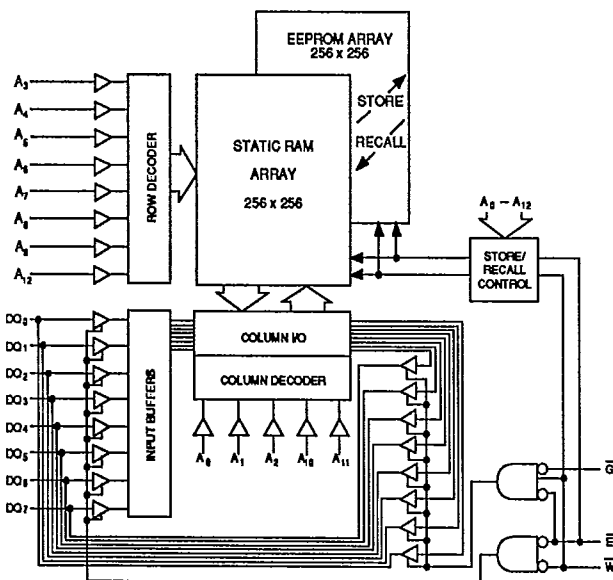 EEPROM ARRAY
256 x 256
STORE
RECALL
STATIC RAM
ARRAY
256 x 256
A3
A4
A5
A6
A7
A8
A9
A12
ROW DECODER
A0 – A12
STORE/
RECALL
CONTROL
DQ0
DQ1
DQ2
DQ3
DQ4
DQ5
DQ6
DQ7
INPUT BUFFERS
COLUMN I/O
COLUMN DECODER
A0
A1
A2
A10
A11
G
E
W